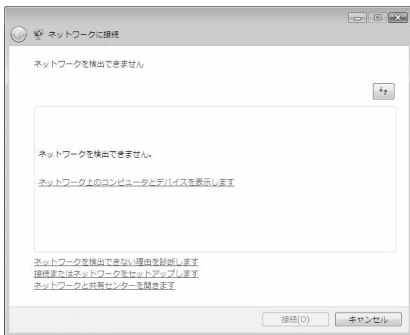 ネットワークに接続
ネットワークを検出できません
ネットワークを検出できません。
ネットワーク上のコンピュータとデバイスを表示します
ネットワークを検出できない理由を診断します
接続またはネットワークをセットアップします
ネットワークと共有センターを開きます
接続(O)
キャンセル